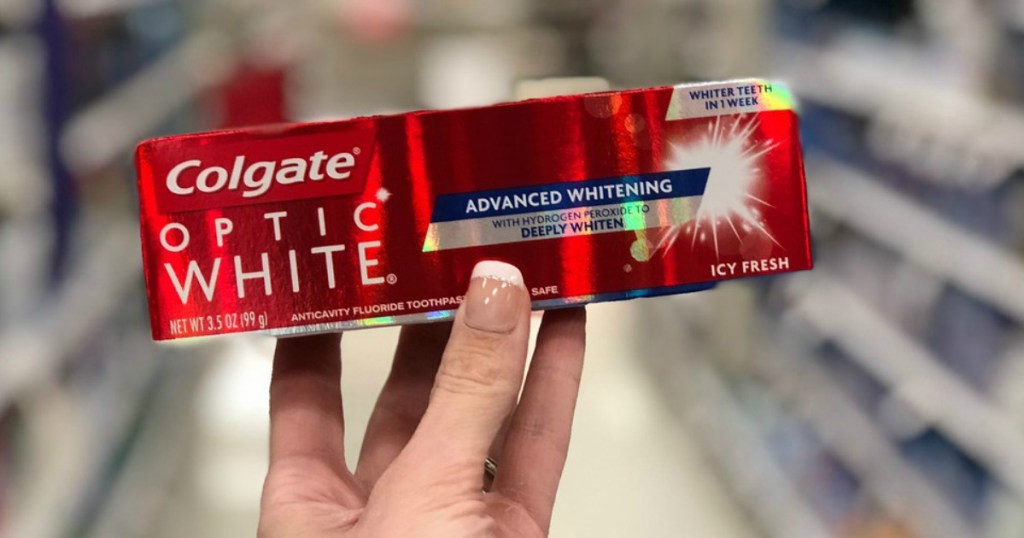 WHITER TEETH
IN 1 WEEK
Colgate®
OPTIC
WHITE®
ADVANCED WHITENING
WITH HYDROGEN PEROXIDE TO
DEEPLY WHITEN
ICY FRESH
ANTICAVITY FLUORIDE SAFE
NET WT 3.5 OZ (99 g)